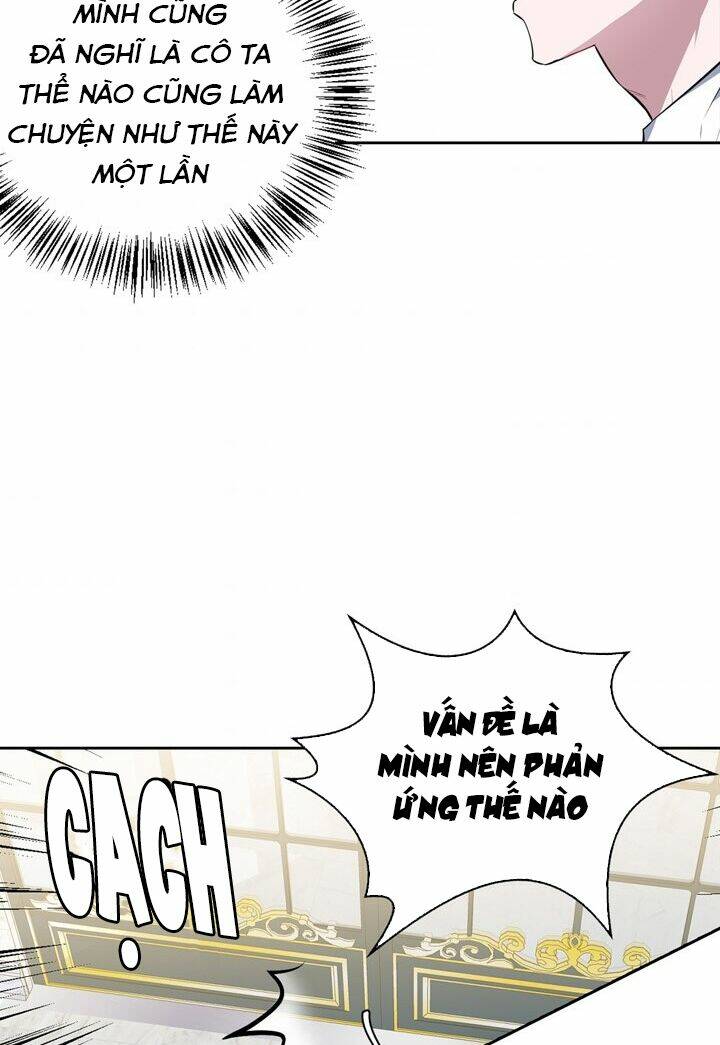 MÌNH CŨNG
ĐÃ NGHĨ LÀ CÔ TA
THỂ NÀO CŨNG LÀM
CHUYỆN NHƯ THẾ NÀY
MỘT LẦN
VẤN ĐỀ LÀ
MÌNH NÊN PHẢN
ỨNG THẾ NÀO
CẠCH